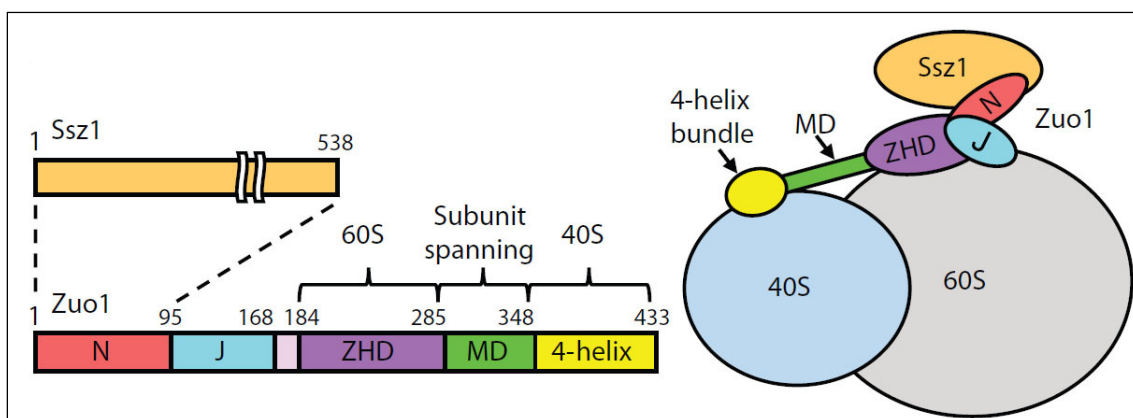 1 Ssz1 538
60S Subunit spanning 40S
1 Zuo1 95 168 184 285 348 433
N J ZHD MD 4-helix
Ssz1
N
Zuo1
J
ZHD
MD
4-helix
bundle
40S
60S